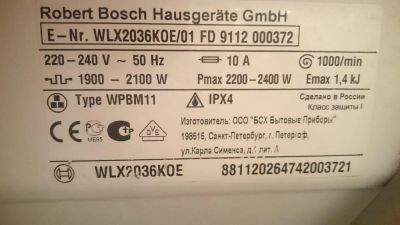 Robert Bosch Hausgeräte GmbH
E-Nr. WLX2036KOE/01 FD 9112 000372
220-240 V ~ 50 Hz 10 A 1000/min
1900 - 2100 W Pmax 2200-2400 W Emax 1,4 kJ
Type WPBM11 IPX4 Сделано в России
Класс защиты I
Изготовитель: ООО "БСХ Бытовые Приборы"
198515, Санкт-Петербург, г. Петергоф,
ул.Карла Сименса, д.1 лит. А
WLX2036KOE 881120264742003721